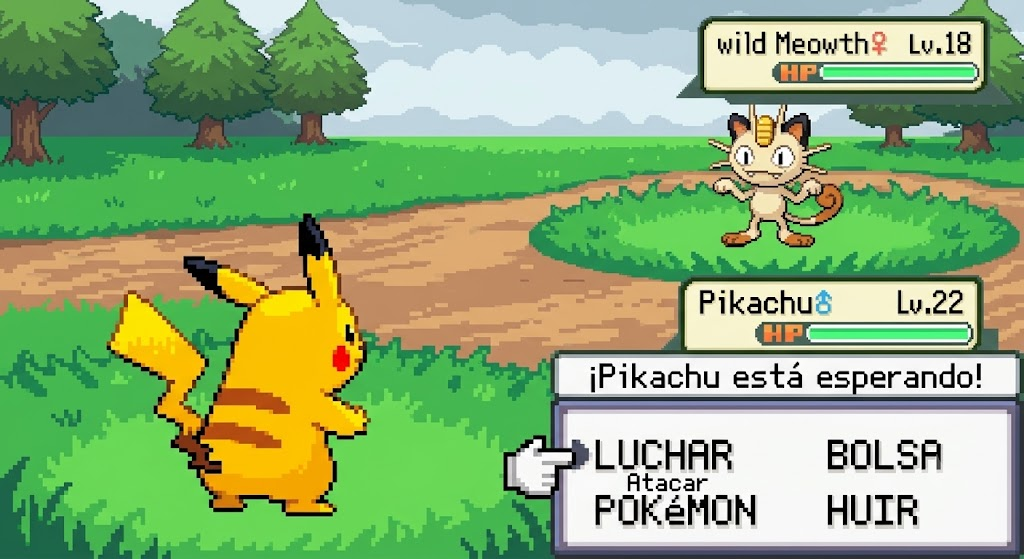 wild Meowth♀ Lv.18
HP
Pikachu♂ Lv.22
HP
¡Pikachu está esperando!
LUCHAR BOLSA
Atacar
POKéMON HUIR